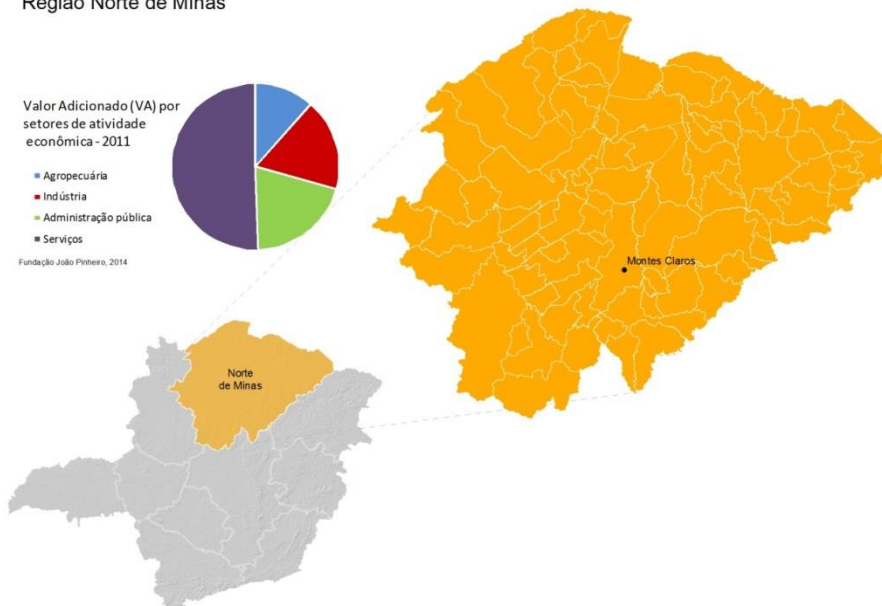 Região Norte de Minas
Valor Adicionado (VA) por
setores de atividade
econômica - 2011
Agropecuária
Indústria
Administração pública
Serviços
Fundação João Pinheiro, 2014
Montes Claros
Norte
de Minas